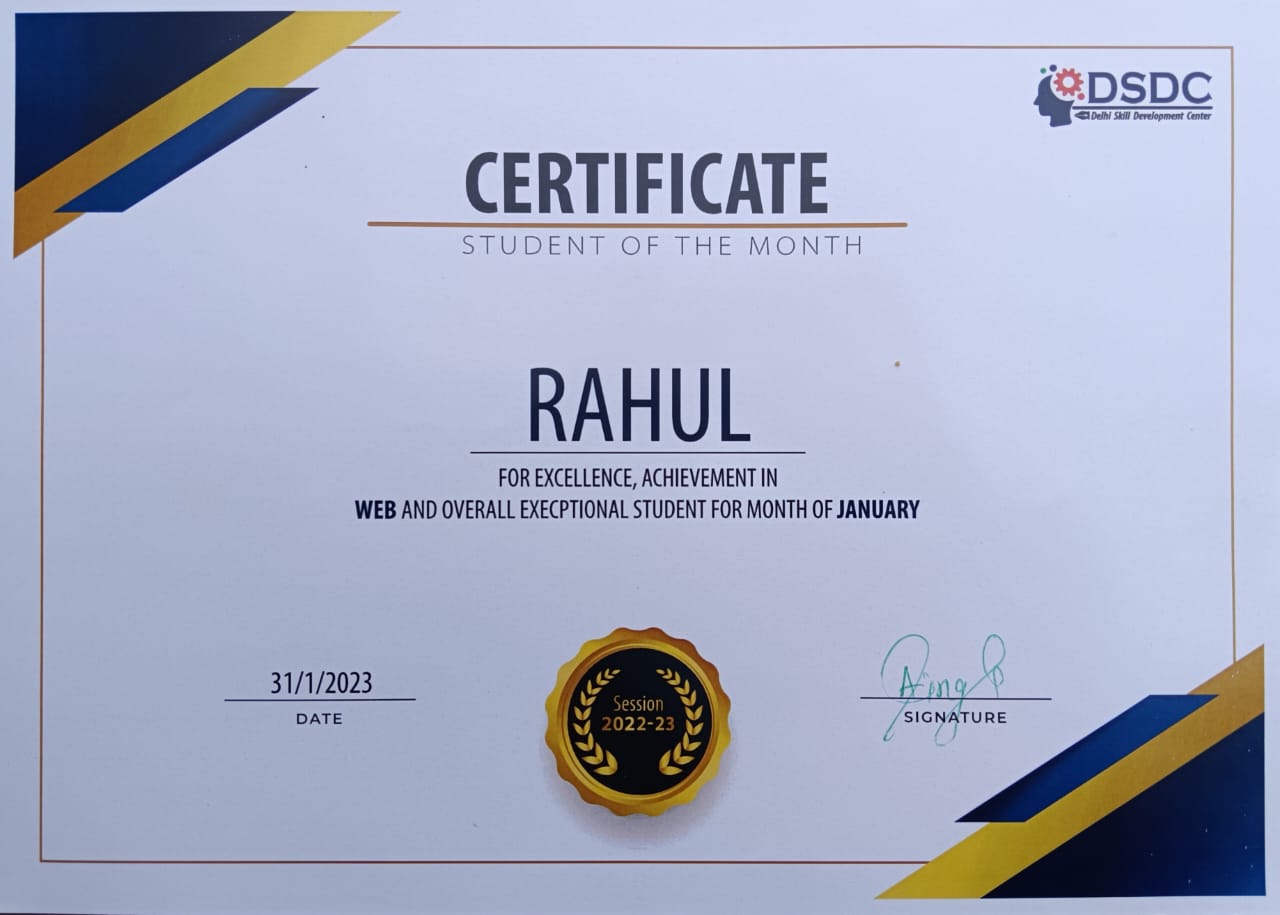 DSDC
Delhi Skill Development Center
CERTIFICATE
STUDENT OF THE MONTH
RAHUL
FOR EXCELLENCE, ACHIEVEMENT IN
WEB AND OVERALL EXECPTIONAL STUDENT FOR MONTH OF JANUARY
31/1/2023
DATE
Session
2022-23
SIGNATURE